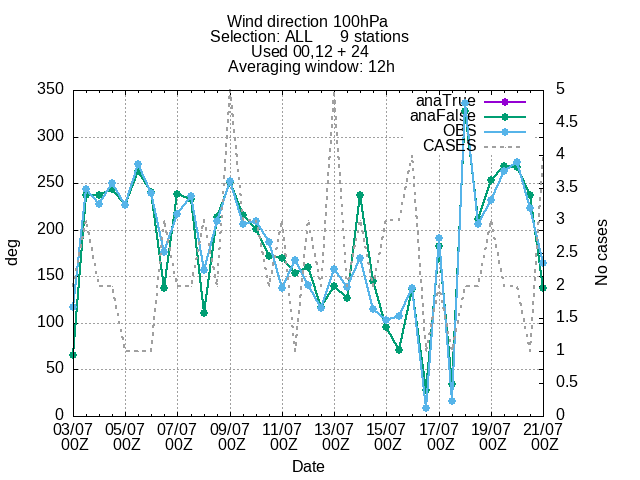 Wind direction 100hPa
Selection: ALL 9 stations
Used 00,12 + 24
Averaging window: 12h
350
300
250
200
150
100
50
0
deg
5
4.5
4
3.5
3
2.5
2
1.5
1
0.5
0
No cases
anaTrue
anaFalse
OBS
CASES
03/07 05/07 07/07 09/07 11/07 13/07 15/07 17/07 19/07 21/07
00Z 00Z 00Z 00Z 00Z 00Z 00Z 00Z 00Z 00Z
Date